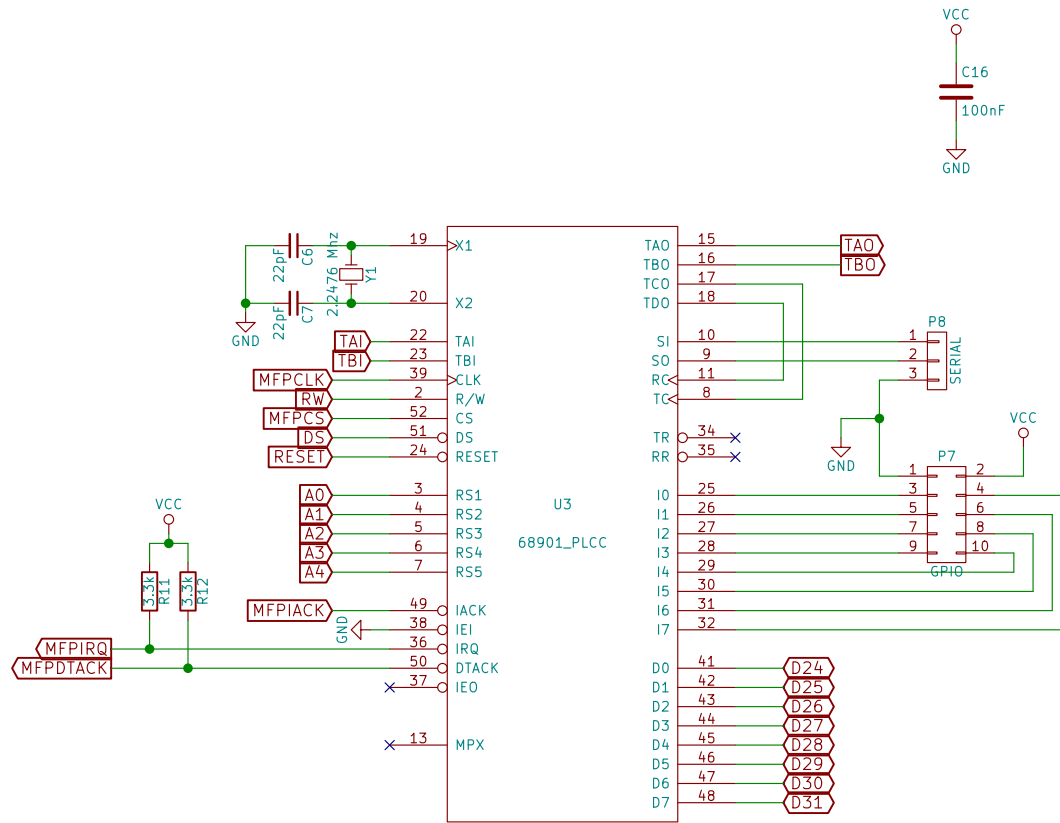 VCC
C16
100nF
GND
22pF
C6
2.2476 Mhz
Y1
22pF
C7
GND
19 X1
20 X2
TAI 22 TAI
TBI 23 TBI
MFPCLK 39 CLK
RW 2 R/W
MFPCS 52 CS
DS 51 DS
RESET 24 RESET
A0 3 RS1
A1 4 RS2
A2 5 RS3
A3 6 RS4
A4 7 RS5
MFPIACK 49 IACK
GND 38 IEI
MFPIRQ 36 IRQ
MFPDTACK 50 DTACK
37 IEO
13 MPX
VCC
3.3k
R11
3.3k
R12
U3
68901_PLCC
TAO 15 TAO
TBO 16 TBO
TCO 17
TDO 18
SI 10
SO 9
RC 11
TC 8
TR 34
RR 35
I0 25
I1 26
I2 27
I3 28
I4 29
I5 30
I6 31
I7 32
D0 41 D24
D1 42 D25
D2 43 D26
D3 44 D27
D4 45 D28
D5 46 D29
D6 47 D30
D7 48 D31
P8
1
2
3
SERIAL
GND
VCC
P7
1 2
3 4
5 6
7 8
9 10
GPIO